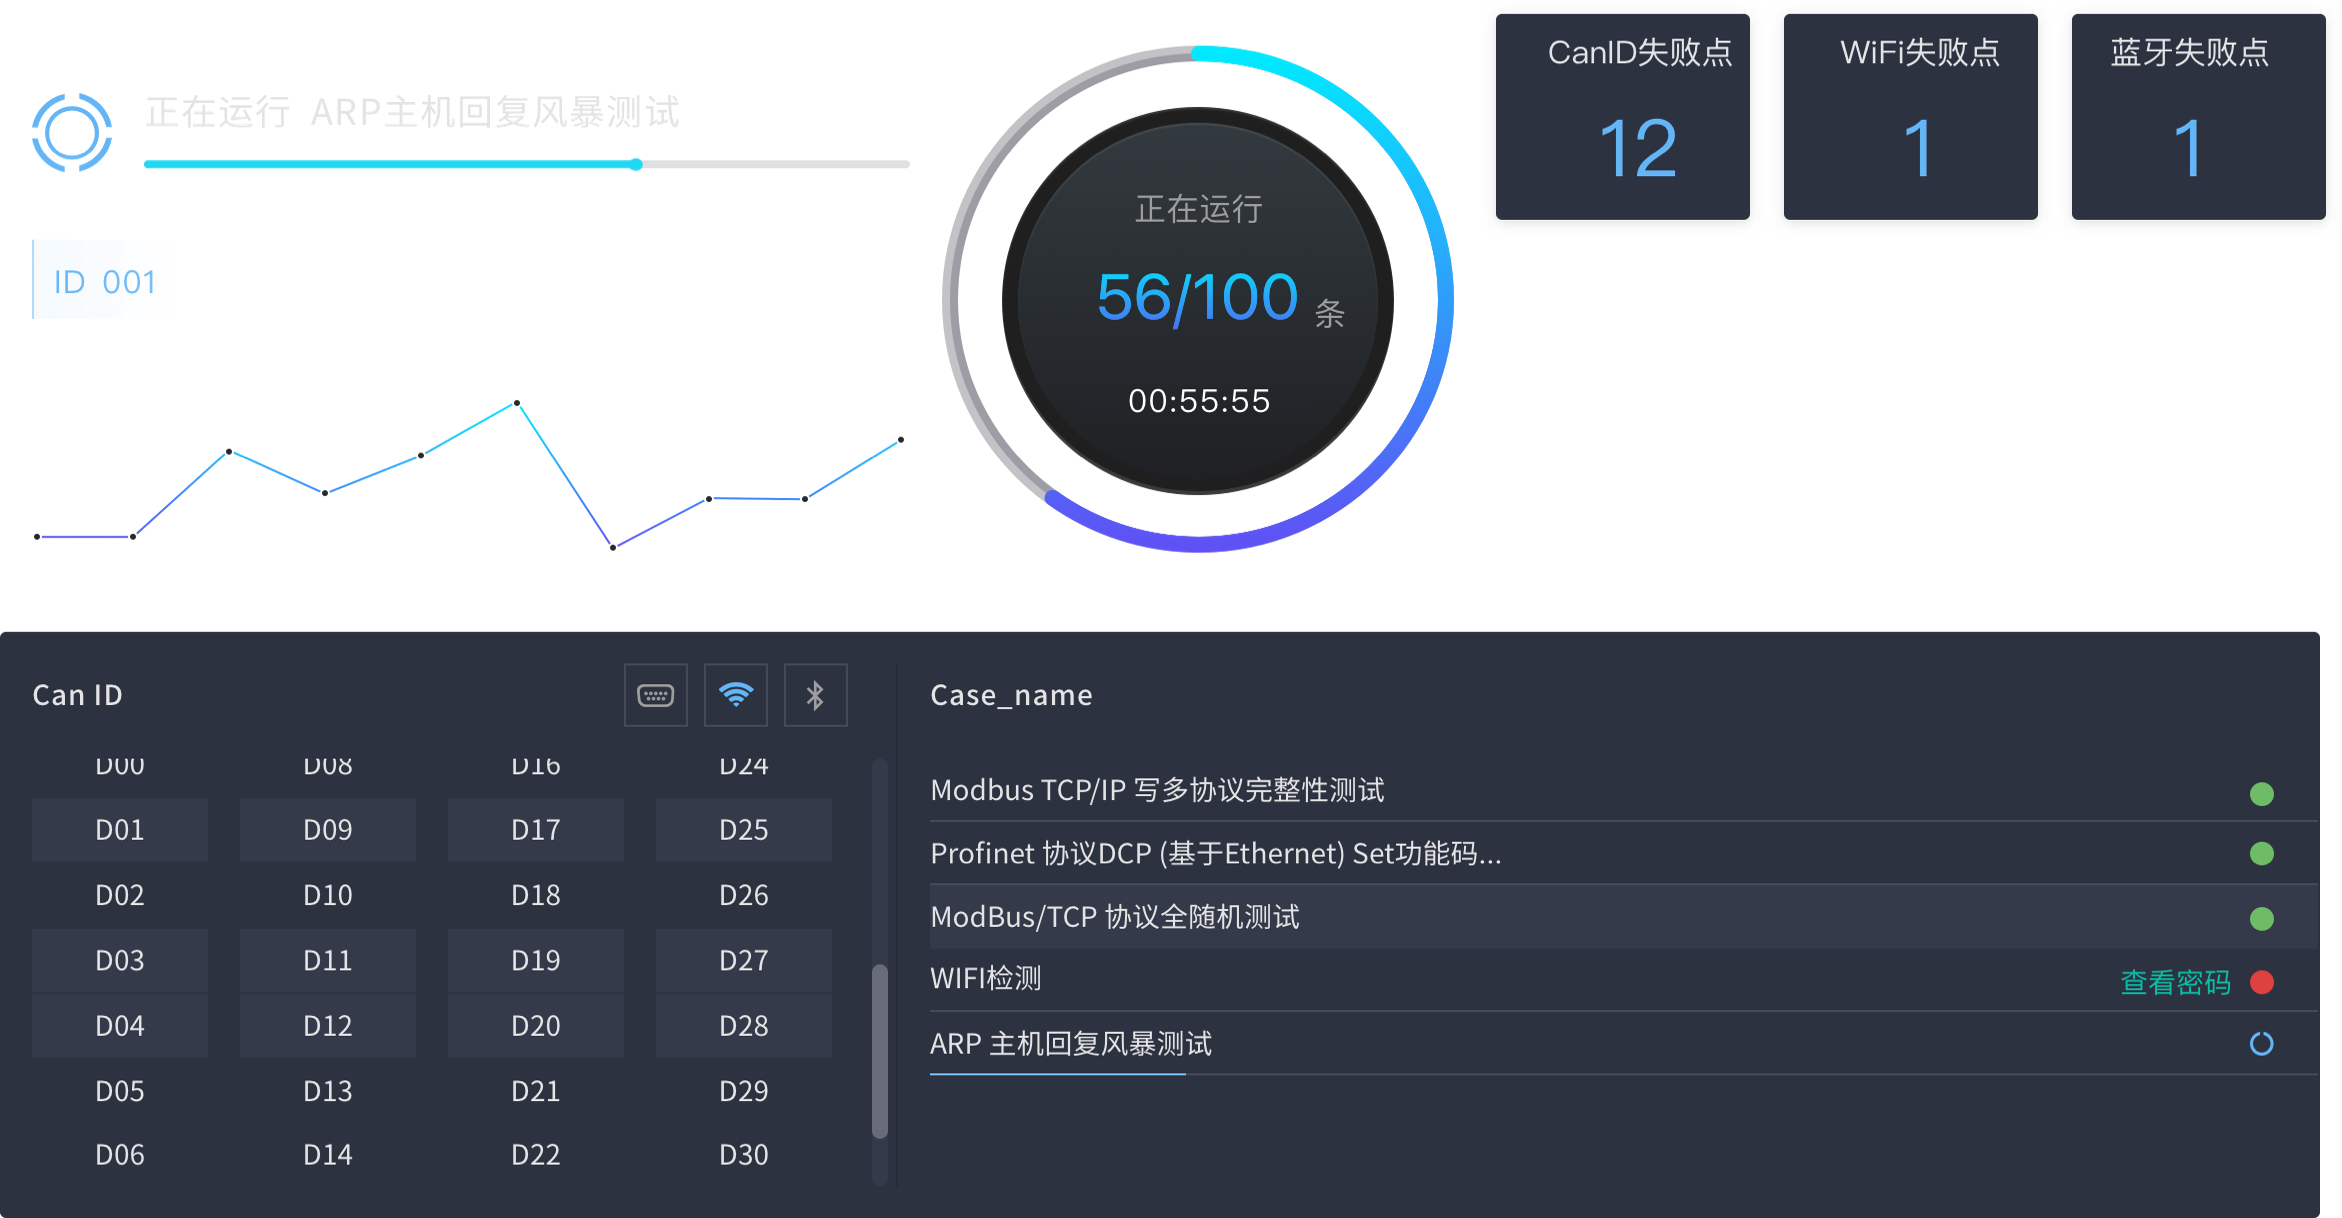 正在运行 ARP主机回复风暴测试
ID 001
正在运行
56/100 条
00:55:55
CanID失败点
12
WiFi失败点
1
蓝牙失败点
1
Can ID
D00 D08 D16 D24
D01 D09 D17 D25
D02 D10 D18 D26
D03 D11 D19 D27
D04 D12 D20 D28
D05 D13 D21 D29
D06 D14 D22 D30
Case_name
Modbus TCP/IP 写多协议完整性测试
Profinet 协议DCP (基于Ethernet) Set功能码...
ModBus/TCP 协议全随机测试
WIFI检测 查看密码
ARP 主机回复风暴测试